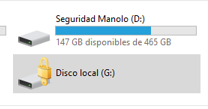 Seguridad Manolo (D:)
147 GB disponibles de 465 GB
Disco local (G:)